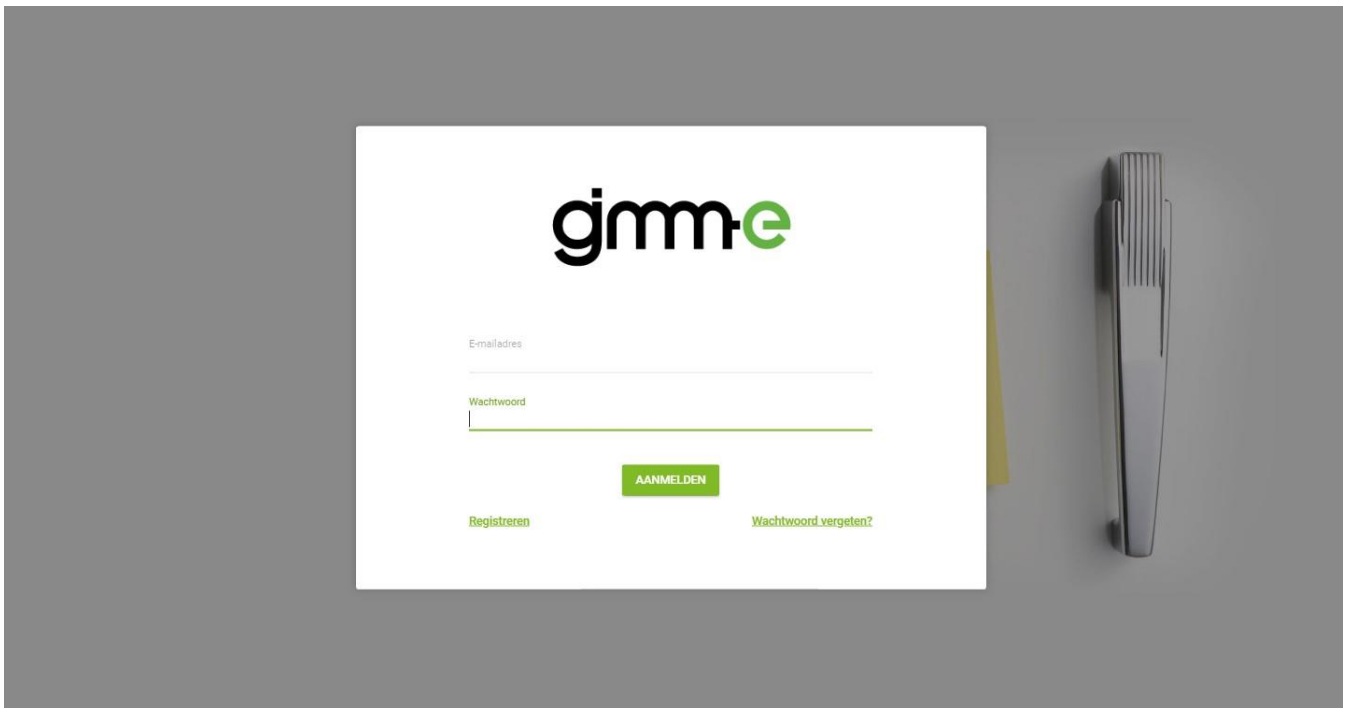 gimm-e
E-mailadres
Wachtwoord
AANMELDEN
Registreren Wachtwoord vergeten?